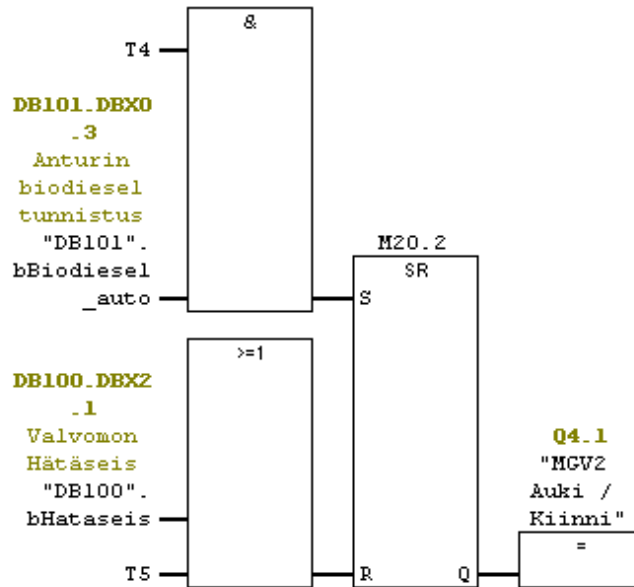 &
T4
DB101.DBX0
.3
Anturin
biodiesel
tunnistus
"DB101".
bBiodiesel
_auto
M20.2
SR
S
>=1
DB100.DBX2
.1
Valvomon
Hätäseis
"DB100".
bHataseis
T5
R
Q
Q4.1
"MGV2
Auki /
Kiinni"
=